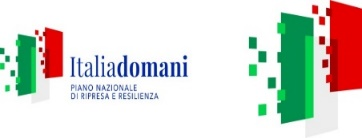 Italiadomani
PIANO NAZIONALE
DI RIPRESA E RESILIENZA